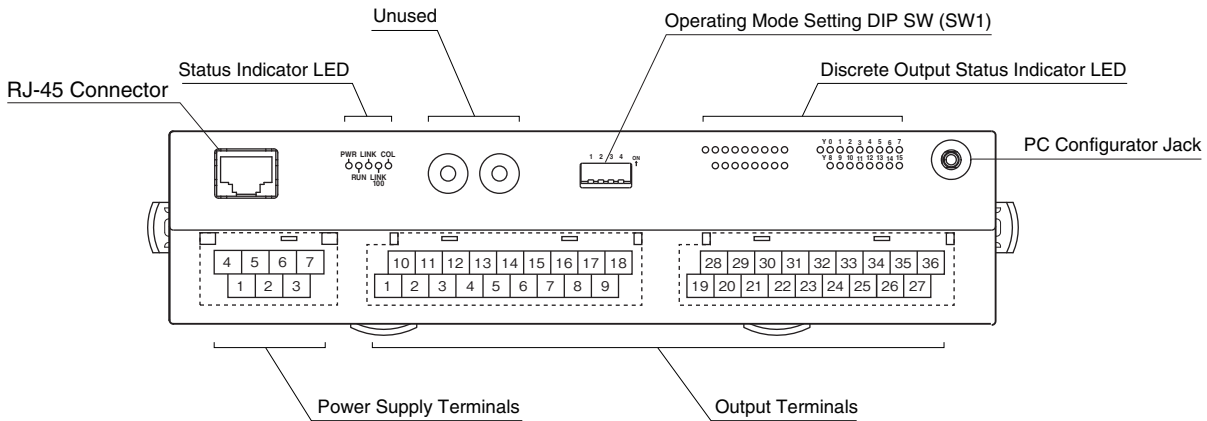 Unused
Operating Mode Setting DIP SW (SW1)
Status Indicator LED
Discrete Output Status Indicator LED
RJ-45 Connector
PC Configurator Jack
PWR LINK COL
RUN LINK
100
1 2 3 4 ON
Y 0 1 2 3 4 5 6 7
Y 8 9 10 11 12 13 14 15
4 5 6 7
1 2 3
10 11 12 13 14 15 16 17 18
1 2 3 4 5 6 7 8 9
28 29 30 31 32 33 34 35 36
19 20 21 22 23 24 25 26 27
Power Supply Terminals
Output Terminals